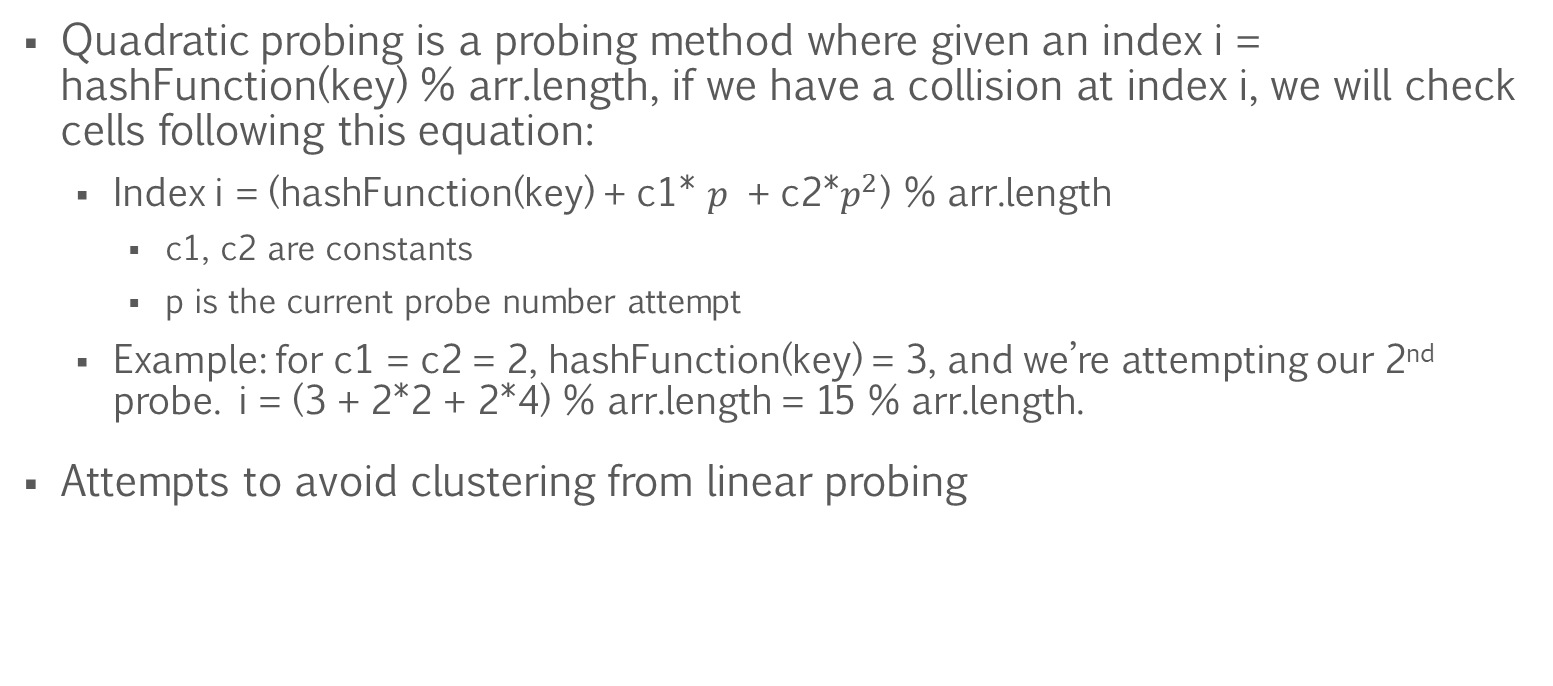 ▪ Quadratic probing is a probing method where given an index i =
hashFunction(key) % arr.length, if we have a collision at index i, we will check
cells following this equation:
▪ Index i = (hashFunction(key) + c1* p + c2*p²) % arr.length
▪ c1, c2 are constants
▪ p is the current probe number attempt
▪ Example: for c1 = c2 = 2, hashFunction(key) = 3, and we’re attempting our 2nd
probe. i = (3 + 2*2 + 2*4) % arr.length = 15 % arr.length.
▪ Attempts to avoid clustering from linear probing